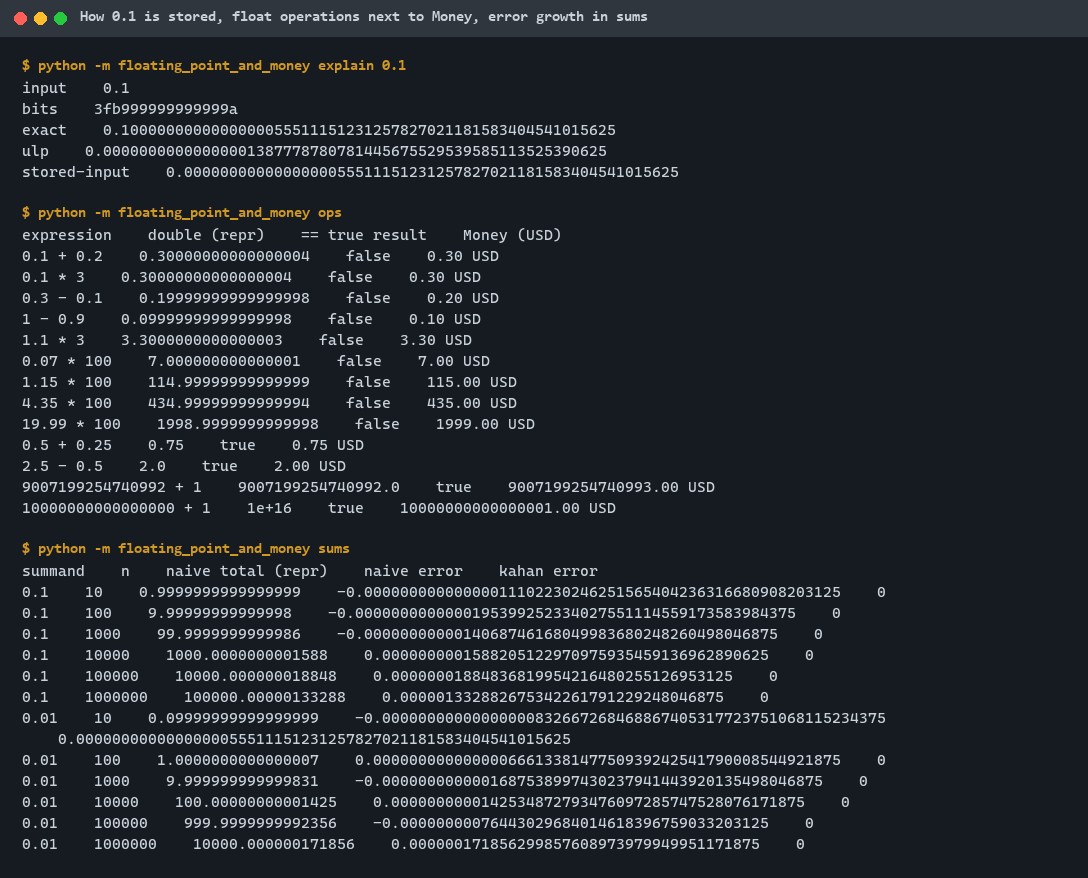 How 0.1 is stored, float operations next to Money, error growth in sums
$ python -m floating_point_and_money explain 0.1
input    0.1
bits    3fb999999999999a
exact    0.1000000000000000055511151231257827021181583404541015625
ulp    0.00000000000000001387778780781445675529539585113525390625
stored-input    0.0000000000000000055511151231257827021181583404541015625
$ python -m floating_point_and_money ops
expression    double (repr)    == true result    Money (USD)
0.1 + 0.2    0.30000000000000004    false    0.30 USD
0.1 * 3    0.30000000000000004    false    0.30 USD
0.3 - 0.1    0.19999999999999998    false    0.20 USD
1 - 0.9    0.09999999999999998    false    0.10 USD
1.1 * 3    3.3000000000000003    false    3.30 USD
0.07 * 100    7.000000000000001    false    7.00 USD
1.15 * 100    114.99999999999999    false    115.00 USD
4.35 * 100    434.99999999999994    false    435.00 USD
19.99 * 100    1998.9999999999998    false    1999.00 USD
0.5 + 0.25    0.75    true    0.75 USD
2.5 - 0.5    2.0    true    2.00 USD
9007199254740992 + 1    9007199254740992.0    true    9007199254740993.00 USD
10000000000000000 + 1    1e+16    true    10000000000000001.00 USD
$ python -m floating_point_and_money sums
summand    n    naive total (repr)    naive error    kahan error
0.1    10    0.9999999999999999    -0.00000000000000011102230246251565404236316680908203125    0
0.1    100    9.99999999999998    -0.0000000000000195399252334027551114559173583984375    0
0.1    1000    99.9999999999986    -0.0000000000014068746168049983680248260498046875    0
0.1    10000    1000.0000000001588    0.0000000001588205122970975935459136962890625    0
0.1    100000    10000.000000018848    0.00000001884836819954216480255126953125    0
0.1    1000000    100000.00000133288    0.000001332882675342261791229248046875    0
0.01    10    0.09999999999999999    -0.00000000000000000832667268468867405317723751068115234375
0.0000000000000000055511151231257827021181583404541015625
0.01    100    1.0000000000000007    0.0000000000000006661338147750939242541790008544921875    0
0.01    1000    9.999999999999831    -0.000000000000168753899743023794144392013549804​6875    0
0.01    10000    100.00000000001425    0.0000000000142534872793476097285747528076171875    0
0.01    100000    999.9999999992356    -0.000000000764430296840146183967590332​03125    0
0.01    1000000    10000.000000171856    0.000000171856299857608973979949951171875    0